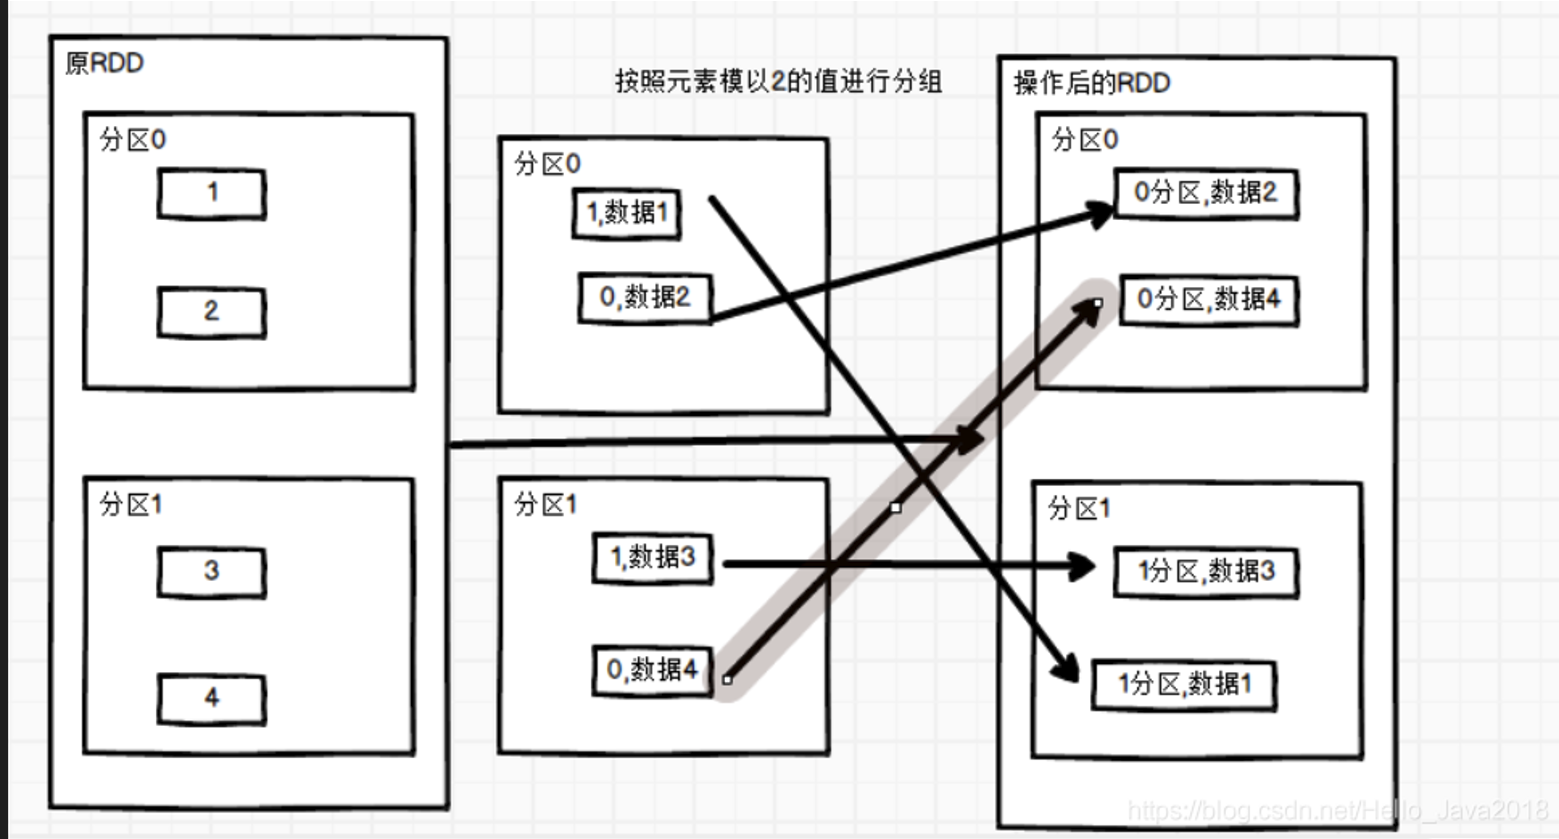 原RDD
分区0
1
2
分区1
3
4
按照元素模以2的值进行分组
分区0
1,数据1
0,数据2
分区1
1,数据3
0,数据4
操作后的RDD
分区0
0分区,数据2
0分区,数据4
分区1
1分区,数据3
1分区,数据1
https://blog.csdn.net/Hello_Java2018